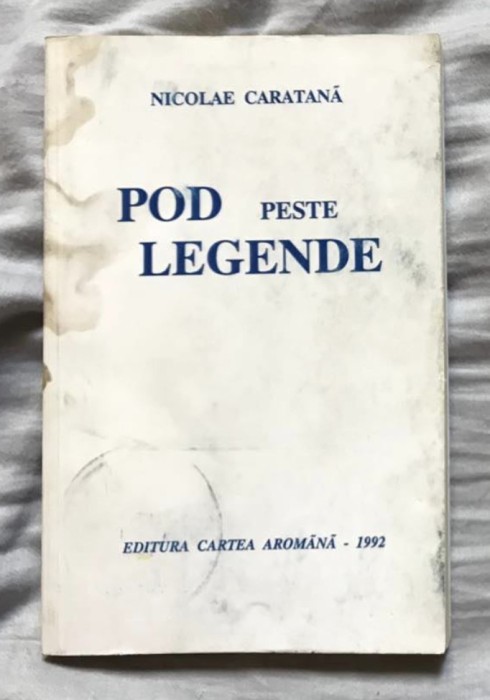 NICOLAE CARATANĂ
POD PESTE
LEGENDE
EDITURA CARTEA AROMÂNĂ - 1992